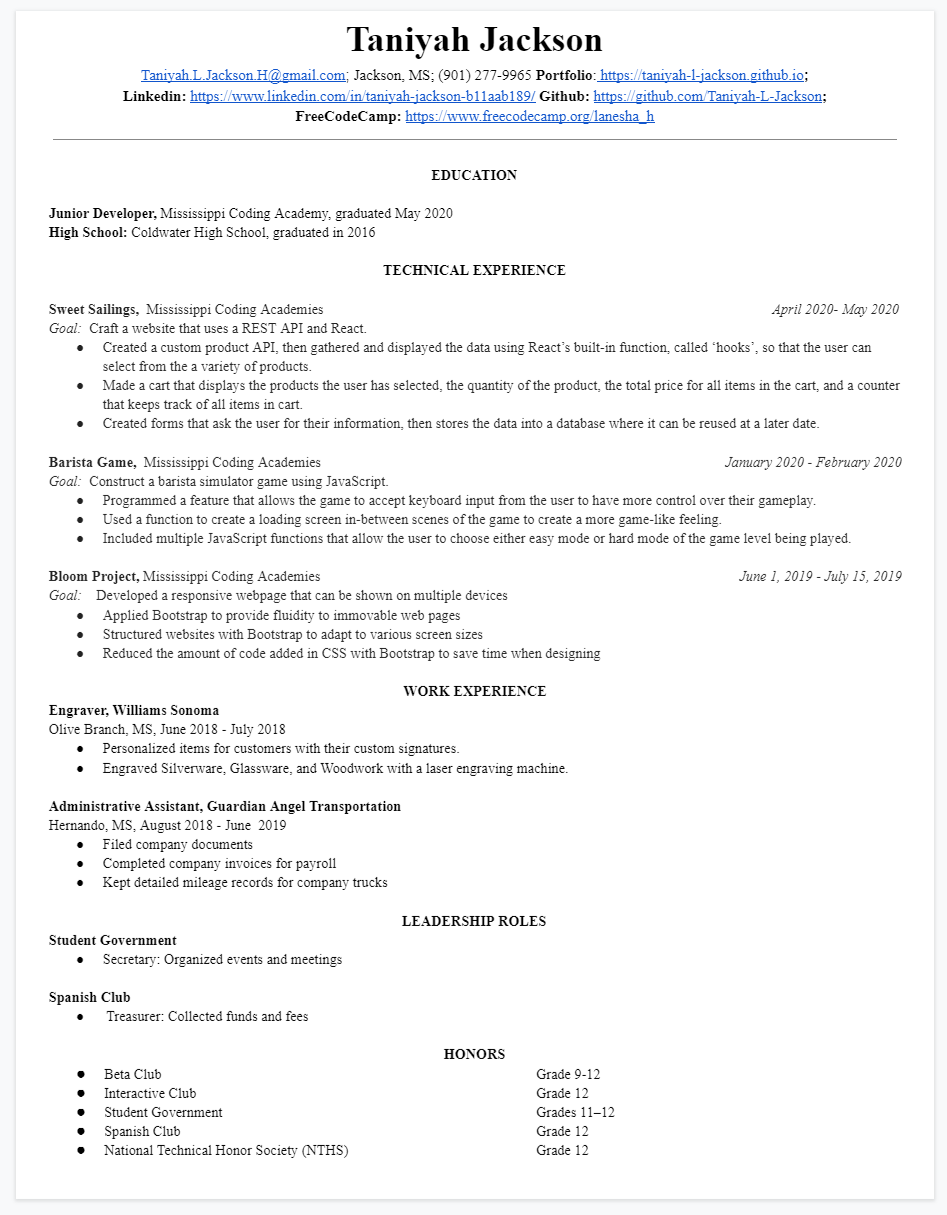 Taniyah Jackson
Taniyah.L.Jackson.H@gmail.com; Jackson, MS; (901) 277-9965 Portfolio: https://taniyah-l-jackson.github.io;
Linkedin: https://www.linkedin.com/in/taniyah-jackson-b11aab189/ Github: https://github.com/Taniyah-L-Jackson;
FreeCodeCamp: https://www.freecodecamp.org/lanesha_h
EDUCATION
Junior Developer, Mississippi Coding Academy, graduated May 2020
High School: Coldwater High School, graduated in 2016
TECHNICAL EXPERIENCE
Sweet Sailings, Mississippi Coding Academies April 2020- May 2020
Goal: Craft a website that uses a REST API and React.
● Created a custom product API, then gathered and displayed the data using React’s built-in function, called ‘hooks’, so that the user can
select from the a variety of products.
● Made a cart that displays the products the user has selected, the quantity of the product, the total price for all items in the cart, and a counter
that keeps track of all items in cart.
● Created forms that ask the user for their information, then stores the data into a database where it can be reused at a later date.
Barista Game, Mississippi Coding Academies January 2020 - February 2020
Goal: Construct a barista simulator game using JavaScript.
● Programmed a feature that allows the game to accept keyboard input from the user to have more control over their gameplay.
● Used a function to create a loading screen in-between scenes of the game to create a more game-like feeling.
● Included multiple JavaScript functions that allow the user to choose either easy mode or hard mode of the game level being played.
Bloom Project, Mississippi Coding Academies June 1, 2019 - July 15, 2019
Goal: Developed a responsive webpage that can be shown on multiple devices
● Applied Bootstrap to provide fluidity to immovable web pages
● Structured websites with Bootstrap to adapt to various screen sizes
● Reduced the amount of code added in CSS with Bootstrap to save time when designing
WORK EXPERIENCE
Engraver, Williams Sonoma
Olive Branch, MS, June 2018 - July 2018
● Personalized items for customers with their custom signatures.
● Engraved Silverware, Glassware, and Woodwork with a laser engraving machine.
Administrative Assistant, Guardian Angel Transportation
Hernando, MS, August 2018 - June 2019
● Filed company documents
● Completed company invoices for payroll
● Kept detailed mileage records for company trucks
LEADERSHIP ROLES
Student Government
● Secretary: Organized events and meetings
Spanish Club
● Treasurer: Collected funds and fees
HONORS
● Beta Club Grade 9-12
● Interactive Club Grade 12
● Student Government Grades 11–12
● Spanish Club Grade 12
● National Technical Honor Society (NTHS) Grade 12